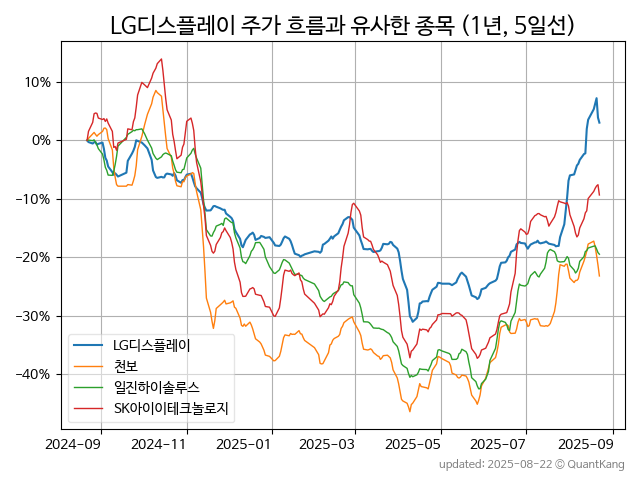 LG디스플레이 주가 흐름과 유사한 종목 (1년, 5일선)
10%
0%
−10%
−20%
−30%
−40%
LG디스플레이
천보
일진하이솔루스
SK아이이테크놀로지
2024-09
2024-11
2025-01
2025-03
2025-05
2025-07
2025-09
updated: 2025-08-22 © QuantKang